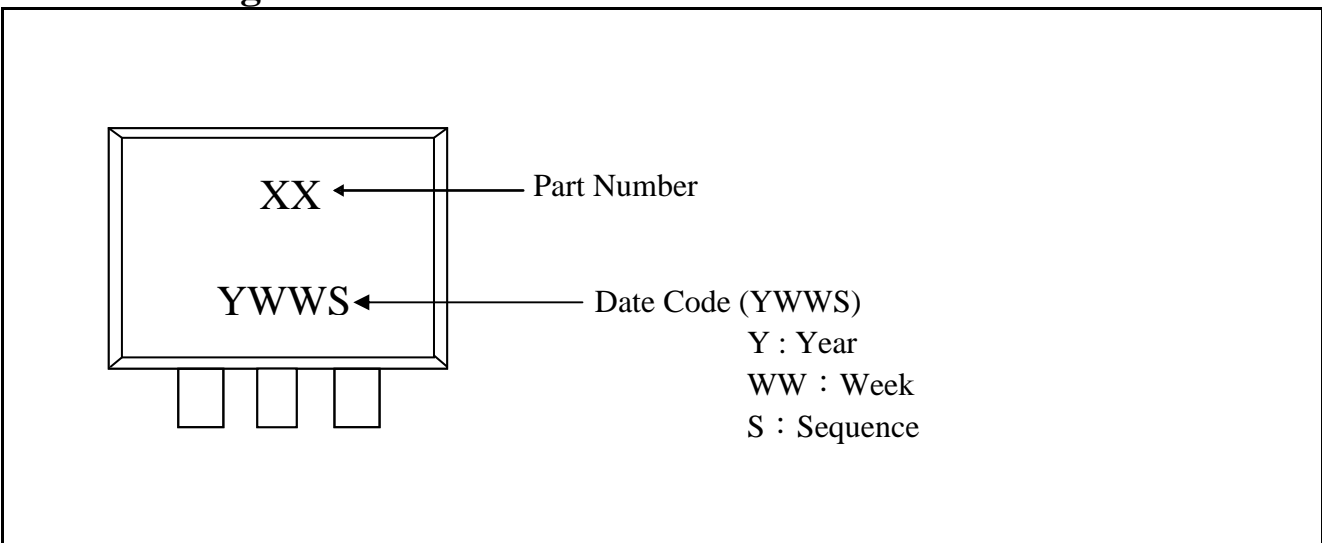 g
XX
Part Number
YWWS
Date Code (YWWS)
Y : Year
WW：Week
S：Sequence